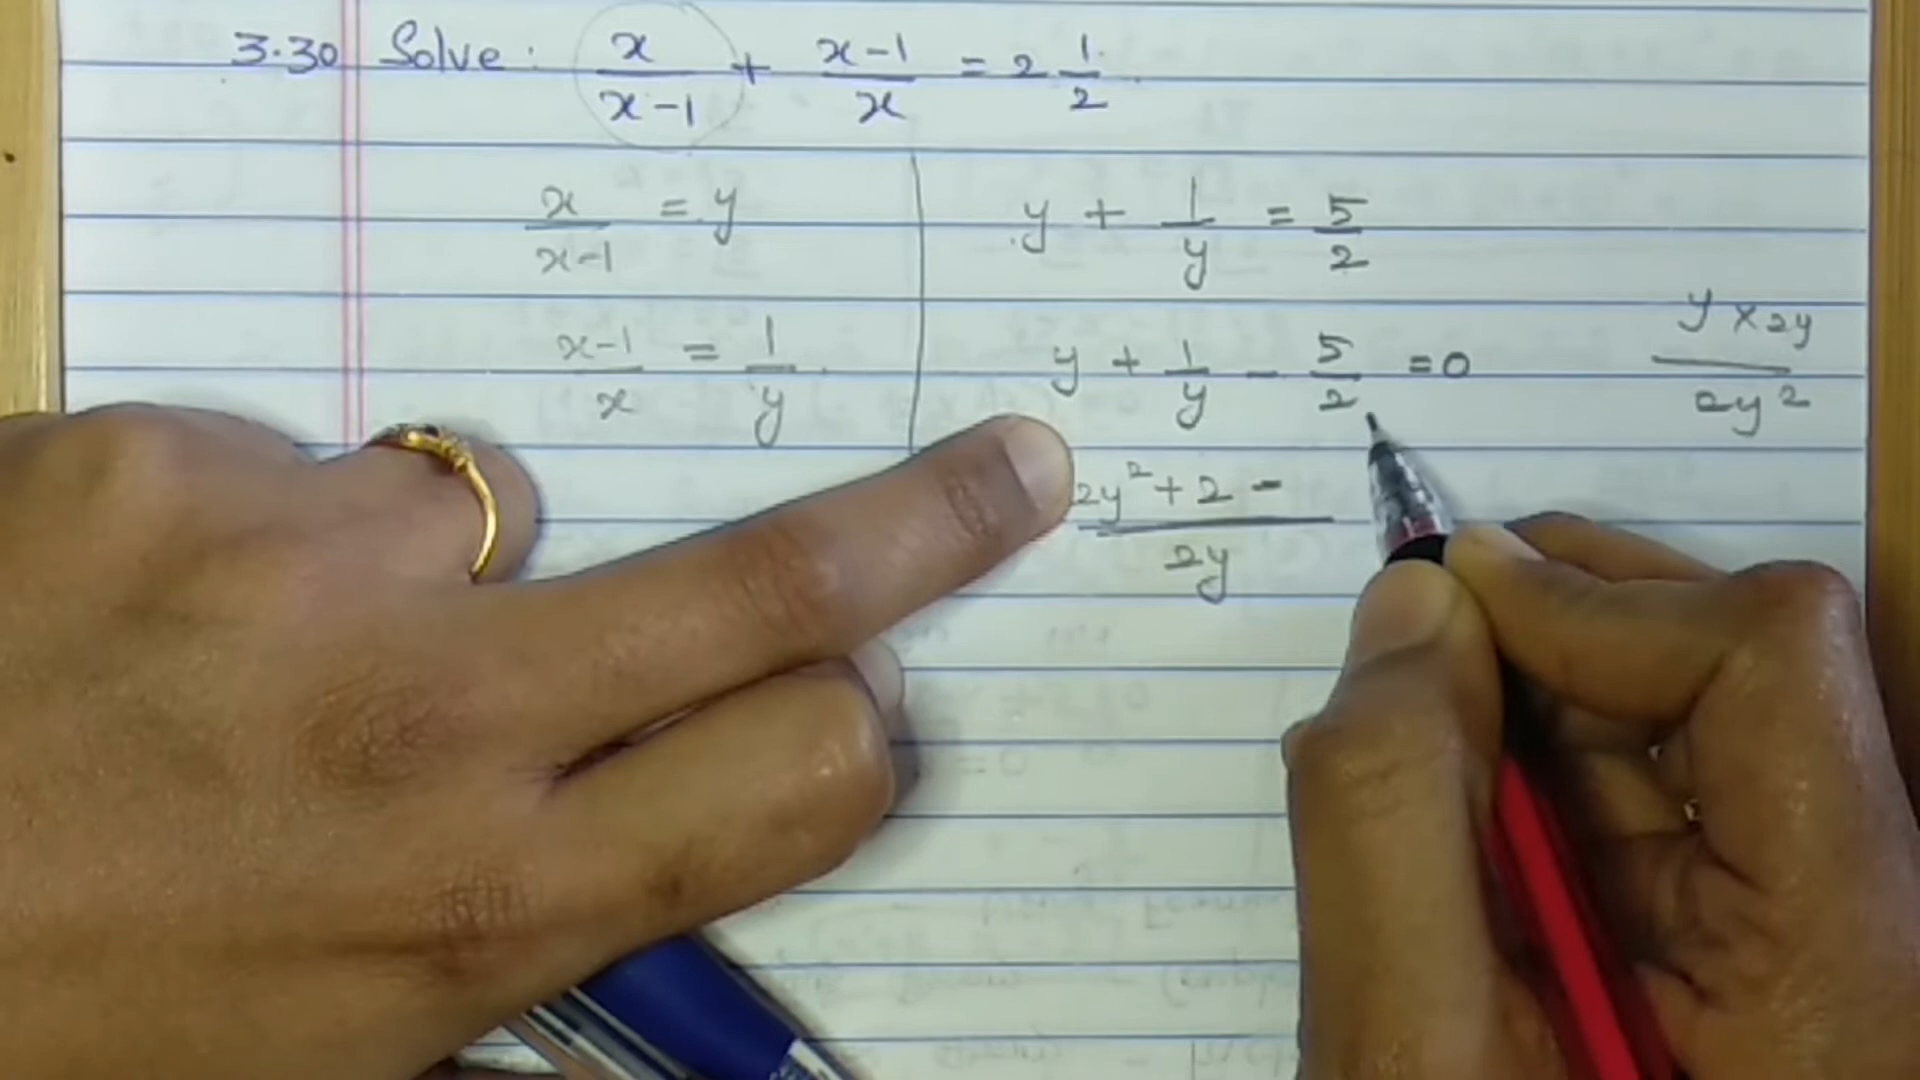 3.30 Solve: x/(x-1) + (x-1)/x = 2 1/2
x/(x-1) = y
(x-1)/x = 1/y
y + 1/y = 5/2
y + 1/y - 5/2 = 0
(2y² + 2 -)/2y
y × 2y
2y²